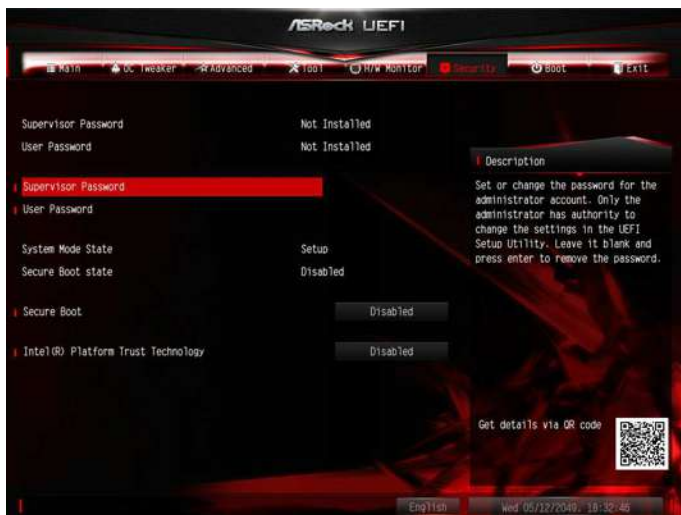 ASRock UEFI
Main OC Tweaker Advanced Tool H/W Monitor Security Boot Exit
Supervisor Password Not Installed
User Password Not Installed
Supervisor Password
User Password
System Mode State Setup
Secure Boot state Disabled
Secure Boot Disabled
Intel(R) Platform Trust Technology Disabled
Description
Set or change the password for the
administrator account. Only the
administrator has authority to
change the settings in the UEFI
Setup Utility. Leave it blank and
press enter to remove the password.
Get details via QR code
English Wed 05/12/2049. 18:32:46